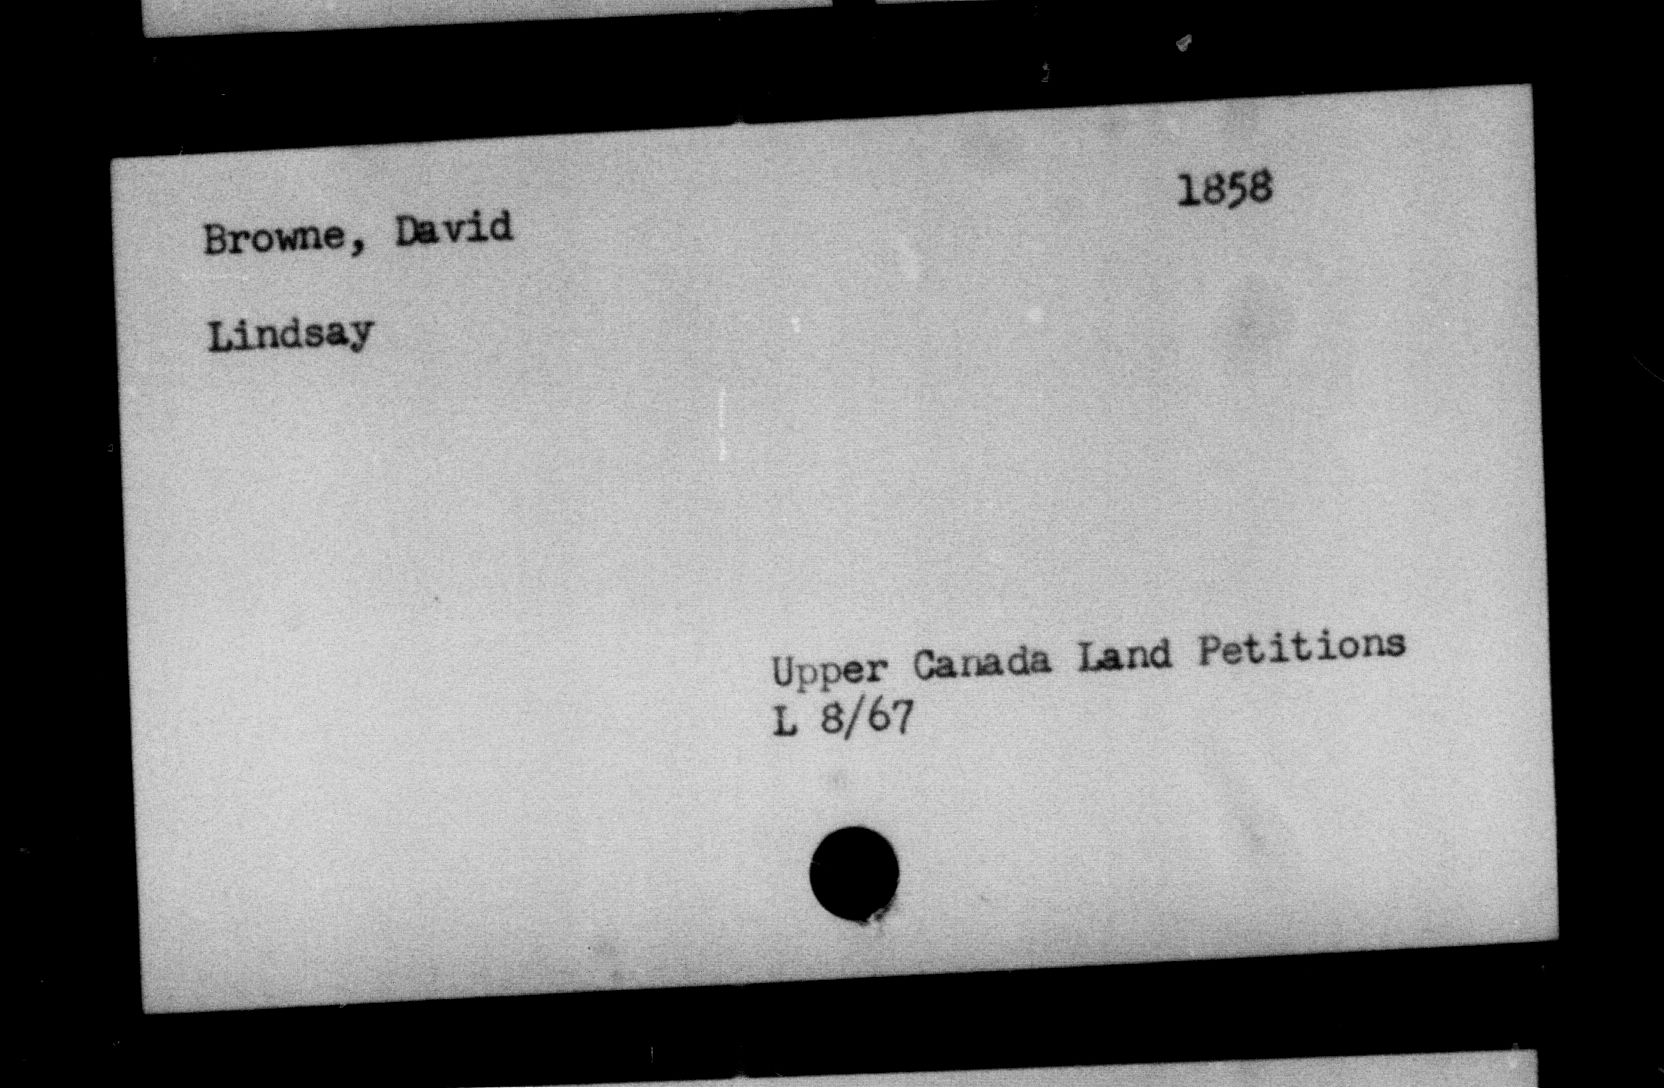 1858
Browne, David
Lindsay
Upper Canada Land Petitions
L 8/67